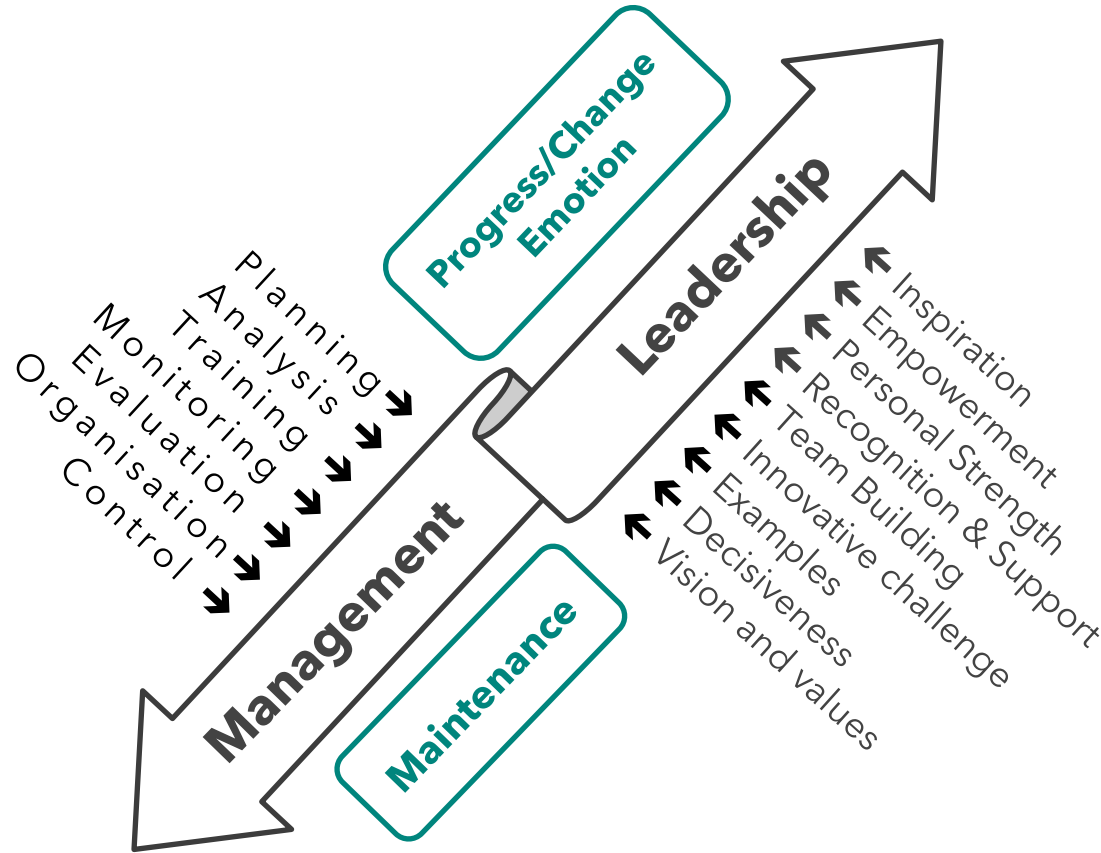 Progress/Change
Emotion
Leadership
Planning
Analysis
Training
Monitoring
Evaluation
Organisation
Control
Inspiration
Empowerment
Personal Strength
Recognition & Support
Team Building
Innovative challenge
Examples
Decisiveness
Vision and values
Management
Maintenance